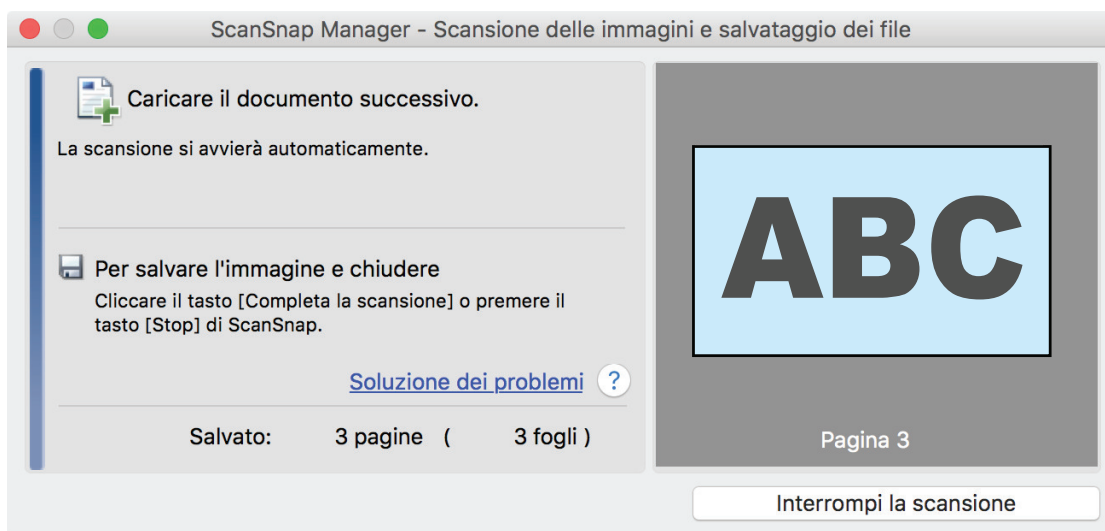 ScanSnap Manager - Scansione delle immagini e salvataggio dei file
Caricare il documento successivo.
La scansione si avvierà automaticamente.
Per salvare l'immagine e chiudere
Cliccare il tasto [Completa la scansione] o premere il
tasto [Stop] di ScanSnap.
Soluzione dei problemi ?
Salvato: 3 pagine ( 3 fogli )
ABC
Pagina 3
Interrompi la scansione